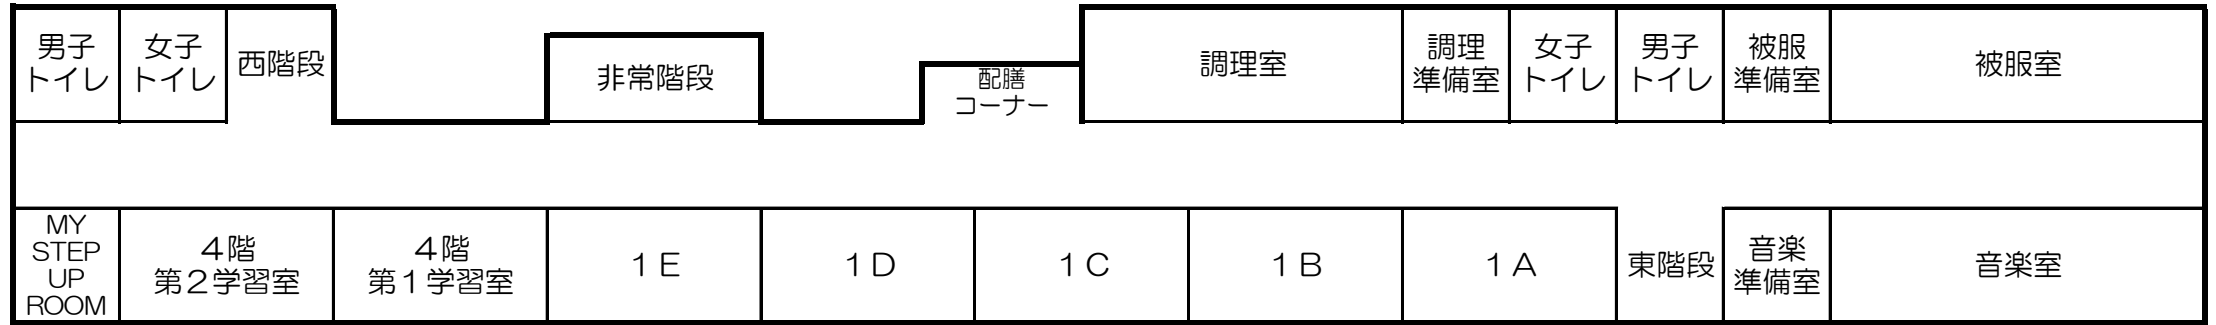 男子
トイレ
女子
トイレ
西階段
非常階段
配膳
コーナー
調理室
調理
準備室
女子
トイレ
男子
トイレ
被服
準備室
被服室
MY
STEP
UP
ROOM
4階
第2学習室
4階
第1学習室
1E
1D
1C
1B
1A
東階段
音楽
準備室
音楽室